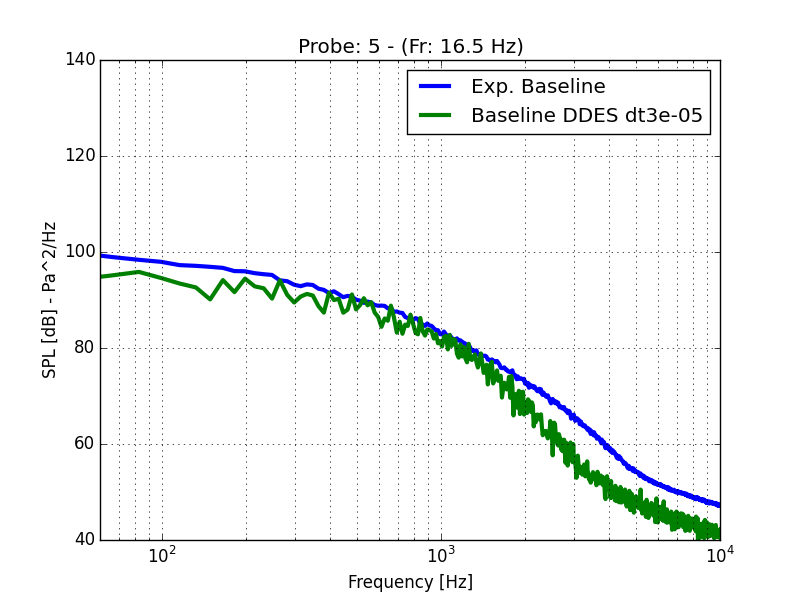 Probe: 5 - (Fr: 16.5 Hz)
140
Exp. Baseline
Baseline DDES dt3e-05
120
100
80
60
40
SPL [dB] - Pa^2/Hz
10^2
10^3
10^4
Frequency [Hz]